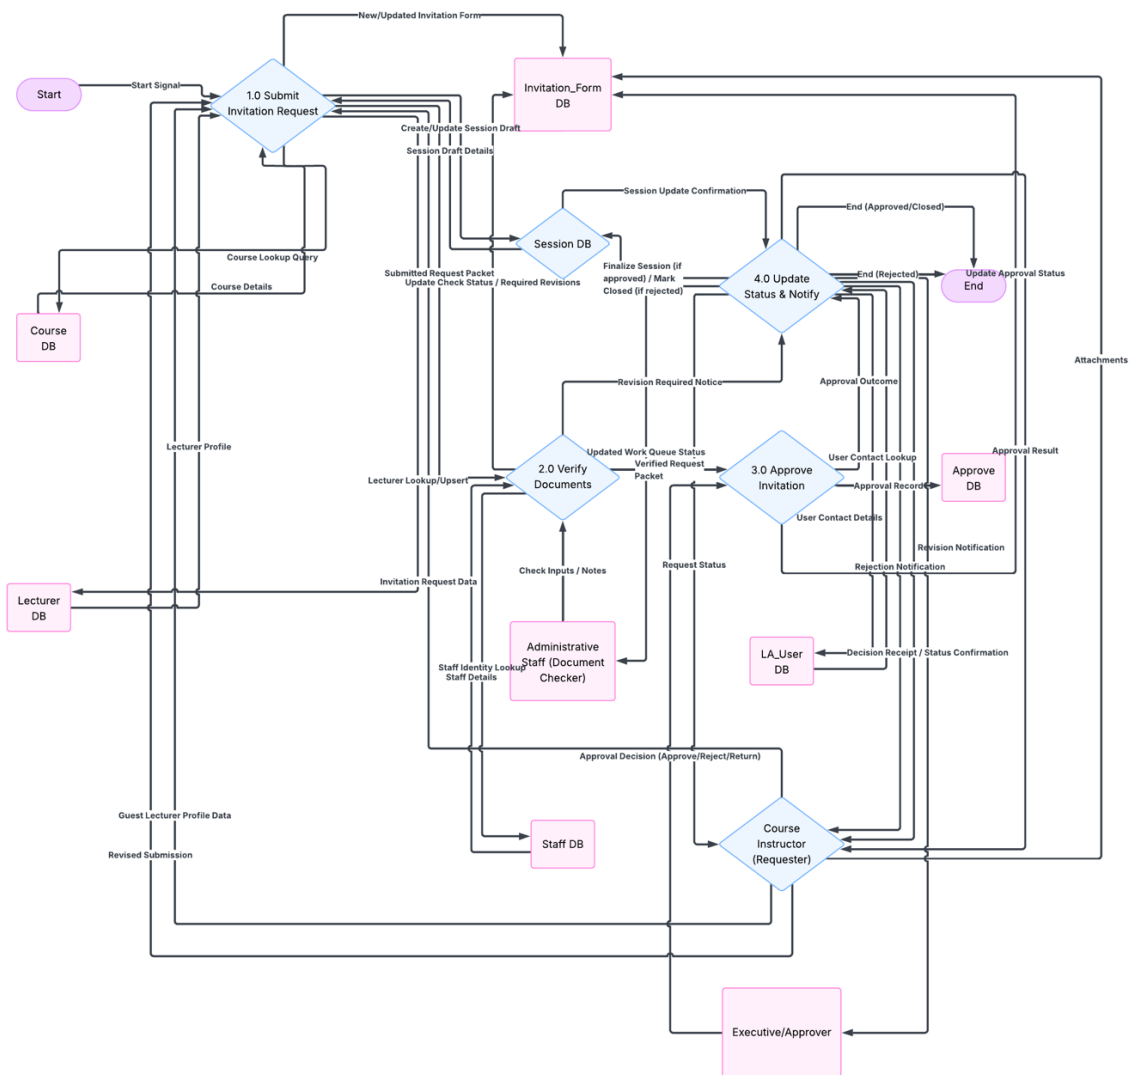 New/Updated Invitation Form
Start
Start Signal
1.0 Submit
Invitation Request
Invitation_Form
DB
Create/Update Session Draft
Session Draft Details
Session Update Confirmation
End (Approved/Closed)
Session DB
Course Lookup Query
Course Details
Submitted Request Packet
Update Check Status / Required Revisions
Finalize Session (if
approved) / Mark
Closed (if rejected)
4.0 Update
Status & Notify
End (Rejected)
Update Approval Status
End
Course
DB
Attachments
Revision Required Notice
Approval Outcome
Lecturer Profile
Updated Work Queue Status
Verified Request
Packet
User Contact Lookup
Approval Result
Lecturer Lookup/Upsert
2.0 Verify
Documents
3.0 Approve
Invitation
Approval Record
Approve
DB
User Contact Details
Revision Notification
Check Inputs / Notes
Request Status
Rejection Notification
Invitation Request Data
Lecturer
DB
Administrative
Staff (Document
Checker)
LA_User
DB
Decision Receipt / Status Confirmation
Staff Identity Lookup
Staff Details
Approval Decision (Approve/Reject/Return)
Guest Lecturer Profile Data
Revised Submission
Staff DB
Course
Instructor
(Requester)
Executive/Approver